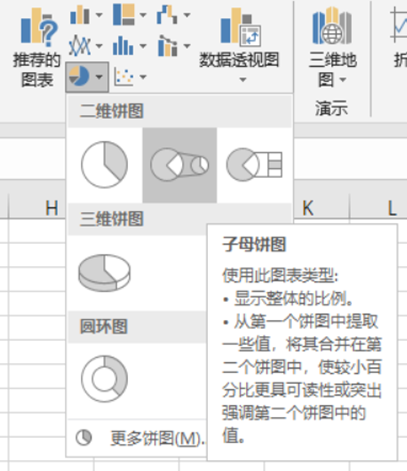 推荐的
图表
数据透视图
三维地
图
演示
折
二维饼图
H
K
L
三维饼图
圆环图
更多饼图(M)...
子母饼图
使用此图表类型:
• 显示整体的比例。
• 从第一个饼图中提取
一些值，将其合并在第
二个饼图中，使较小百
分比更具可读性或突出
强调第二个饼图中的
值。